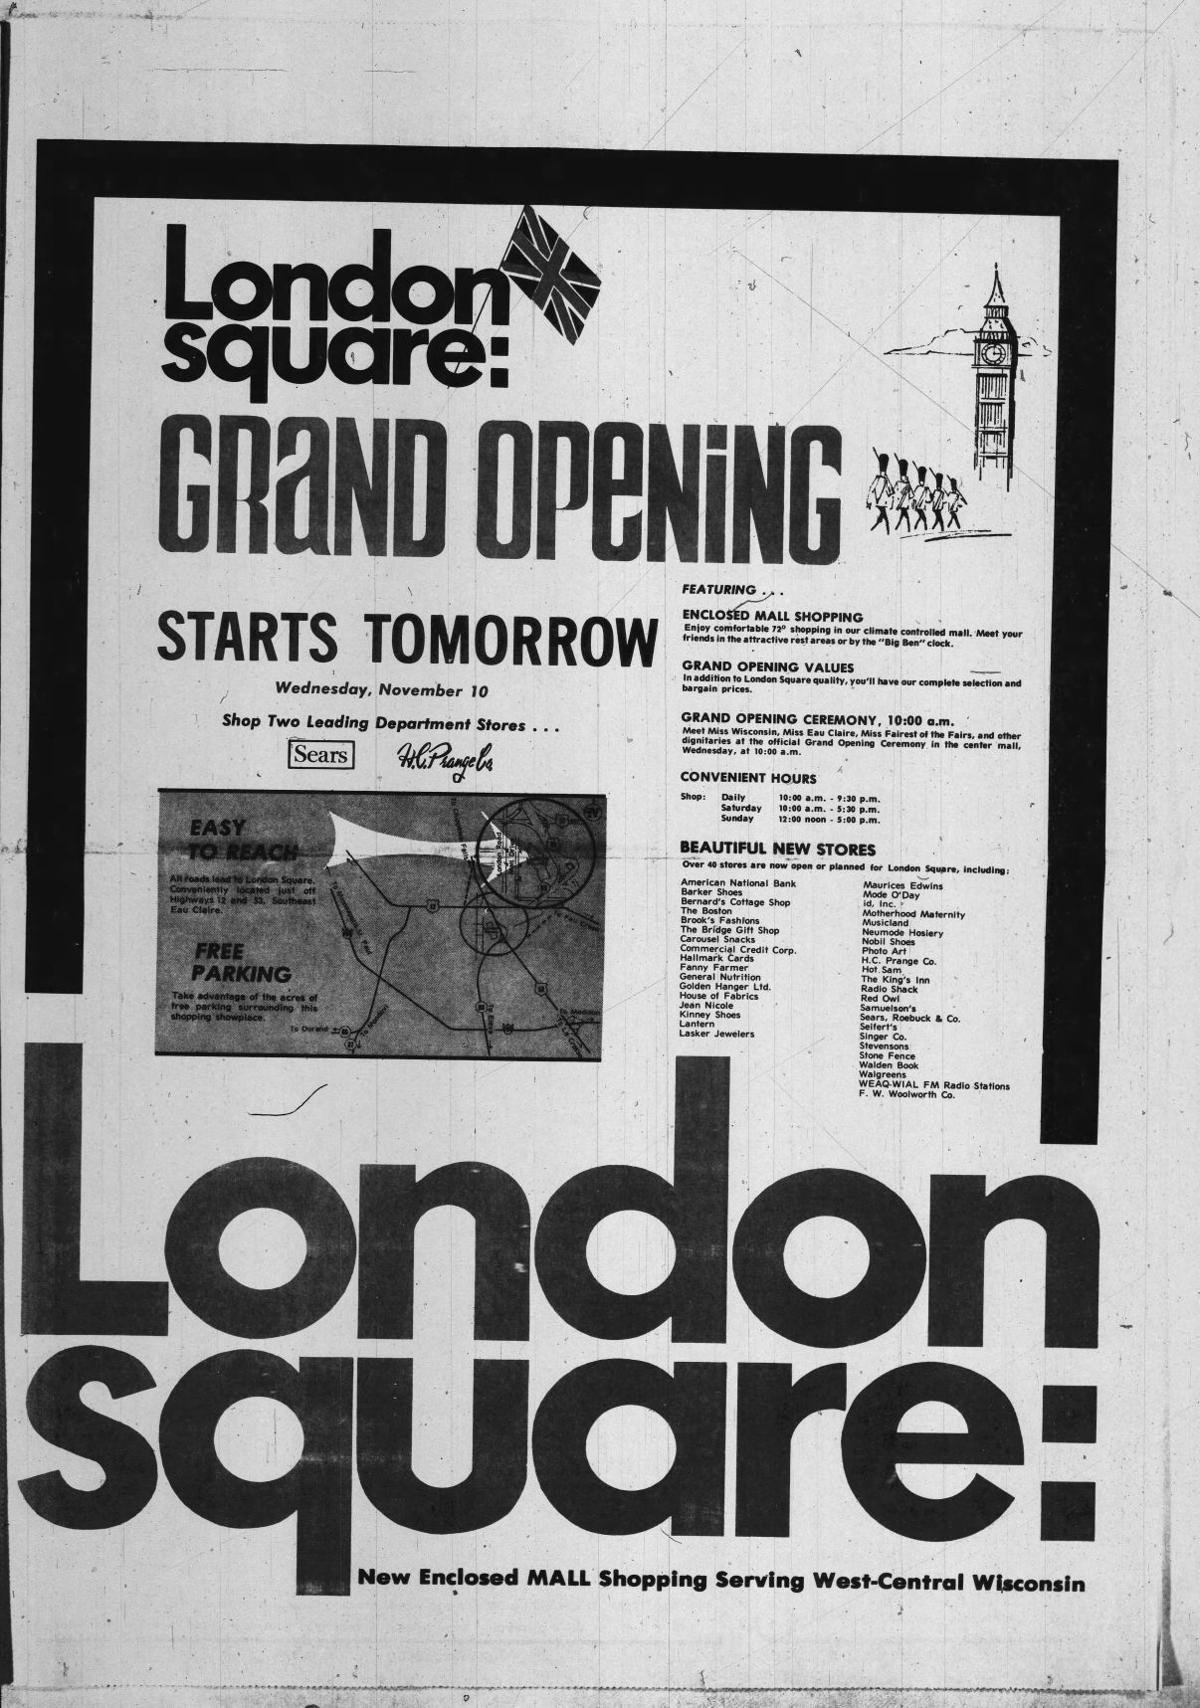 London
square:
GRAND OPENING
STARTS TOMORROW
Wednesday, November 10
Shop Two Leading Department Stores . . .
Sears
H.C. Prange Co.
EASY
TO REACH
All roads lead to London Square.
Conveniently located just off
Highways 12 and 53, Southeast
Eau Claire.
FREE
PARKING
Take advantage of the acres of
free parking surrounding this
shopping showplace.
To Durand
FEATURING . . .
ENCLOSED MALL SHOPPING
Enjoy comfortable 72° shopping in our climate controlled mall. Meet your
friends in the attractive rest areas or by the "Big Ben" clock.
GRAND OPENING VALUES
In addition to London Square quality, you'll have our complete selection and
bargain prices.
GRAND OPENING CEREMONY, 10:00 a.m.
Meet Miss Wisconsin, Miss Eau Claire, Miss Fairest of the Fairs, and other
dignitaries at the official Grand Opening Ceremony in the center mall,
Wednesday, at 10:00 a.m.
CONVENIENT HOURS
Shop: Daily 10:00 a.m. - 9:30 p.m.
Saturday 10:00 a.m. - 5:30 p.m.
Sunday 12:00 noon - 5:00 p.m.
BEAUTIFUL NEW STORES
Over 40 stores are now open or planned for London Square, including:
American National Bank
Barker Shoes
Bernard's Cottage Shop
The Boston
Brook's Fashions
The Bridge Gift Shop
Carousel Snacks
Commercial Credit Corp.
Hallmark Cards
Fanny Farmer
General Nutrition
Golden Hanger Ltd.
House of Fabrics
Jean Nicole
Kinney Shoes
Lantern
Lasker Jewelers
Maurices Edwins
Mode O'Day
id, Inc.
Motherhood Maternity
Musicland
Neumode Hosiery
Nobil Shoes
Photo Art
H.C. Prange Co.
Hot Sam
The King's Inn
Radio Shack
Red Owl
Samuelson's
Sears, Roebuck & Co.
Seifert's
Singer Co.
Stevensons
Stone Fence
Walden Book
Walgreens
WEAQ-WIAL FM Radio Stations
F. W. Woolworth Co.
London
square:
New Enclosed MALL Shopping Serving West-Central Wisconsin